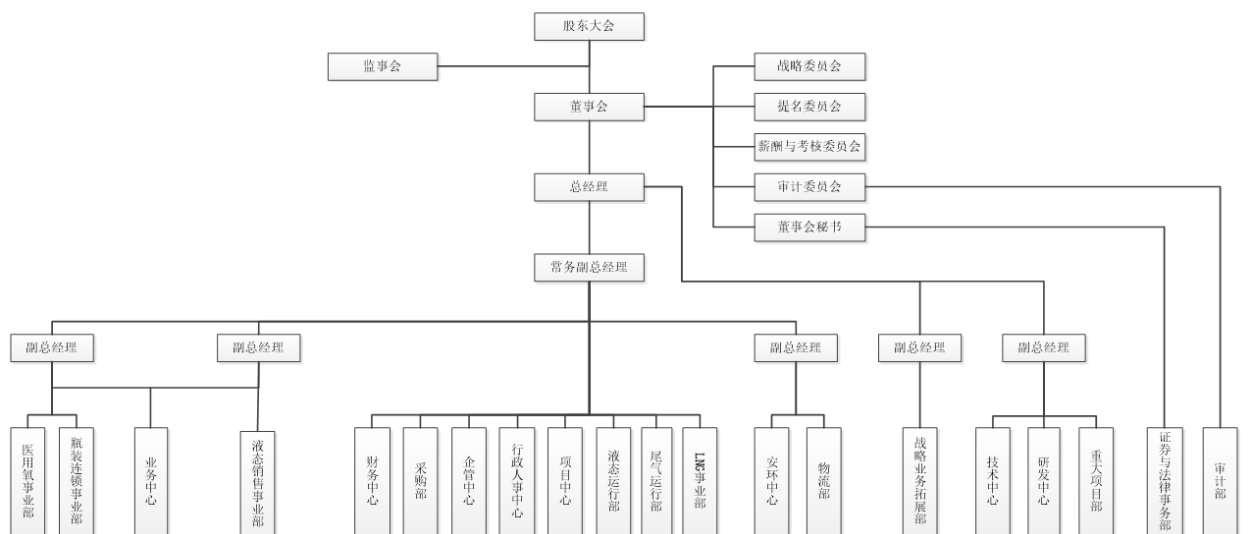 股东大会
监事会
战略委员会
董事会
提名委员会
薪酬与考核委员会
总经理
审计委员会
董事会秘书
常务副总经理
副总经理
副总经理
副总经理
副总经理
副总经理
医用氧事业部
瓶装连锁事业部
业务中心
液态销售事业部
财务中心
采购部
企管中心
行政人事中心
项目中心
液态运行部
尾气运行部
LNG事业部
安环中心
物流部
战略业务拓展部
技术中心
研发中心
重大项目部
证券与法律事务部
审计部